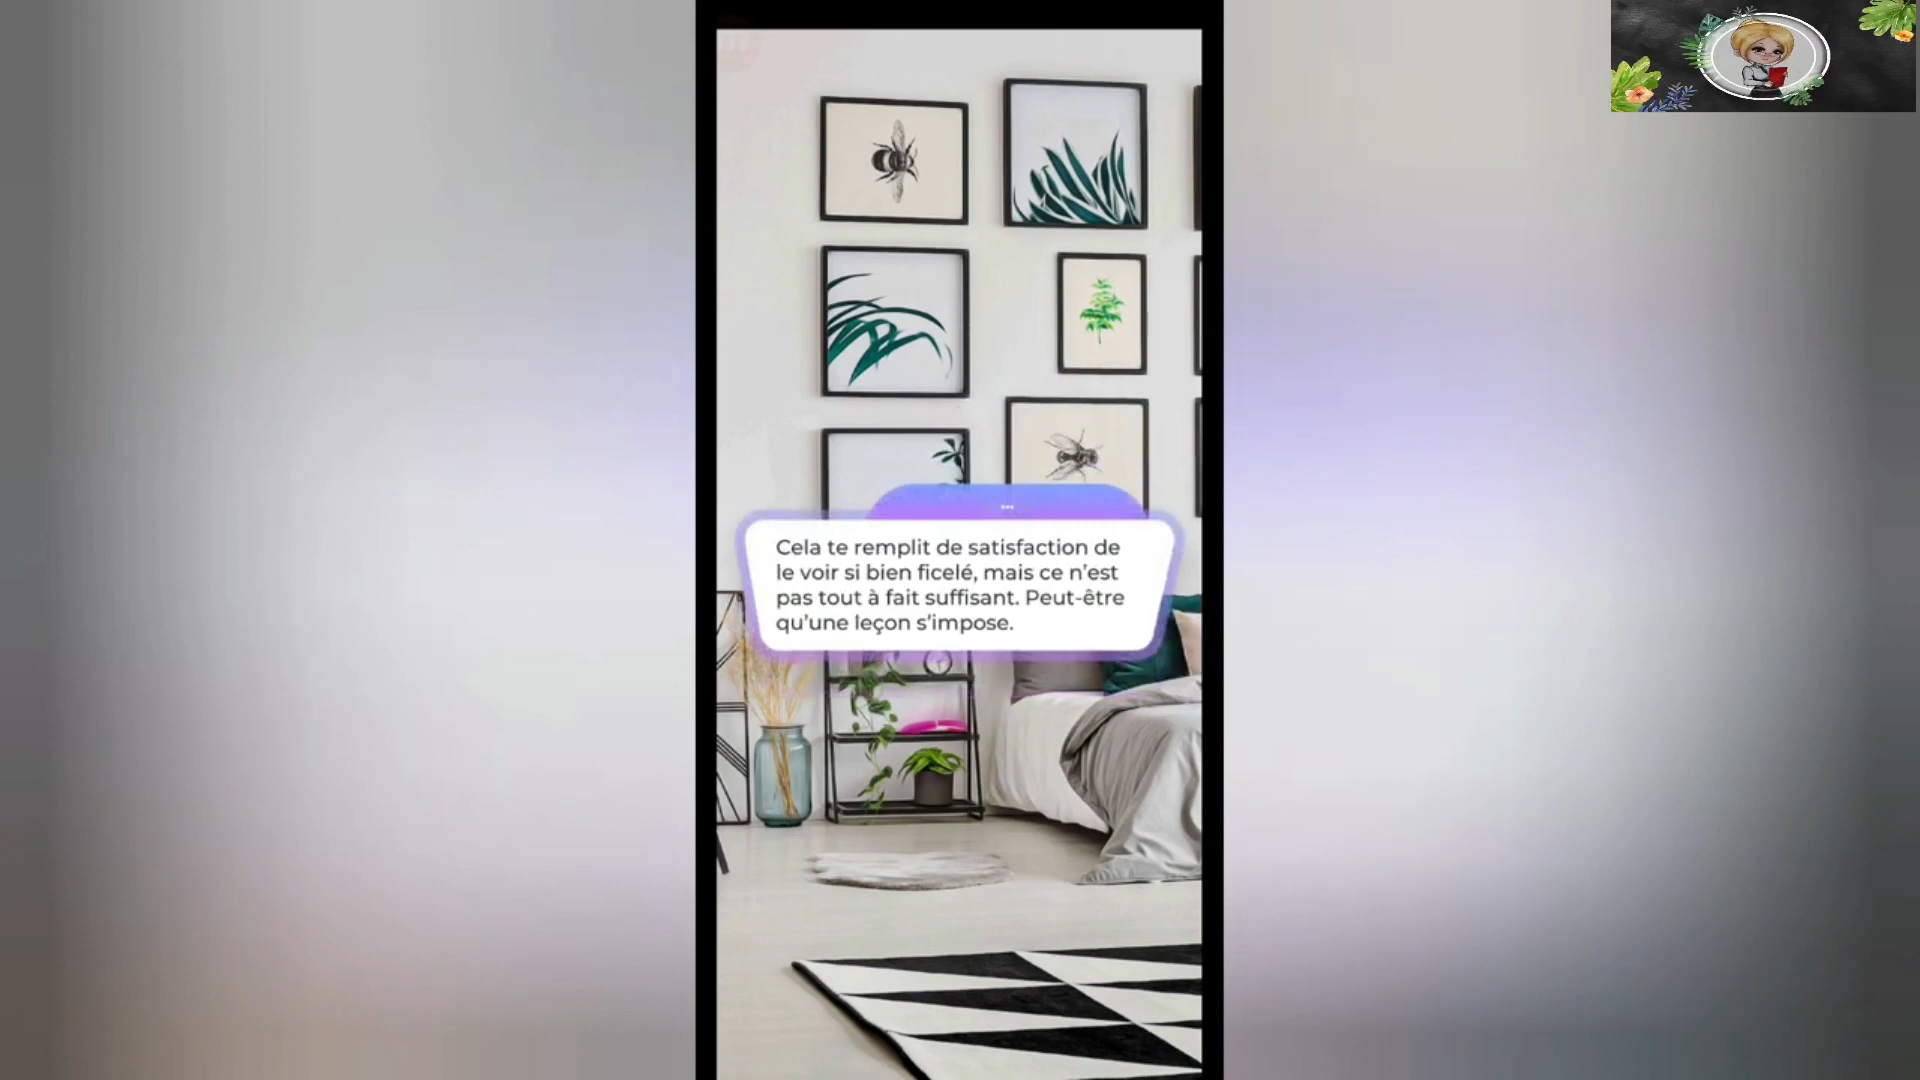 ...
Cela te remplit de satisfaction de
le voir si bien ficelé, mais ce n’est
pas tout à fait suffisant. Peut-être
qu’une leçon s’impose.